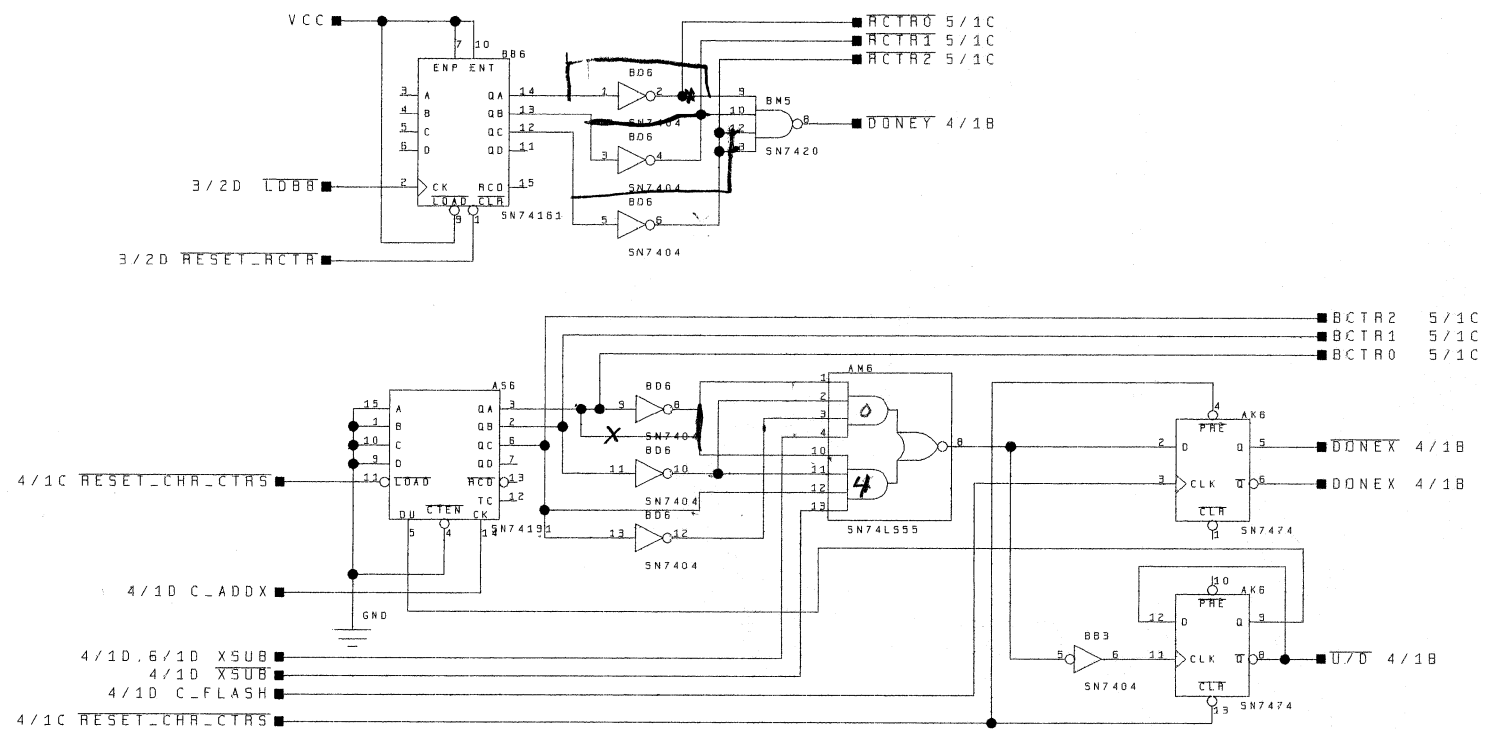 VCC
RCTR0 5/1C
RCTR1 5/1C
RCTR2 5/1C
7 10 BB6
ENP ENT
BD6
3 A QA 14 1 2 9 BM5
4 B QB 13 SN7404 10
5 C QC 12 BD6 12 8 DONEY 4/1B
6 D QD 11 3 4 13 SN7420
3/2D LDBB 2 CK RCO 15 SN7404
LOAD CLR SN74161 BD6
9 1 5 6
SN7404
3/2D RESET_RCTR
BCTR2 5/1C
BCTR1 5/1C
BCTR0 5/1C
AS6 BD6 AM6
15 A QA 3 9 8 1 2 3 4 0
1 B QB 2 X SN7404
10 C QC 6 BD6 10 11 12 13 4 8
9 D QD 7 11 10
4/1C RESET_CHR_CTRS 11 LOAD RCO 13 SN7404
TC 12 BD6
DU CTEN CK SN74191 13 12 SN74LS55
5 4 14 SN7404
4 AK6
PRE
2 D Q 5 DONEX 4/1B
3 CLK Q 6 DONEX 4/1B
CLR
1 SN7474
4/1D C_ADDX
GND
10 AK6
PRE
12 D Q 9
4/1D,6/1D XSUB BB3
5 6 11 CLK Q 8 U/D 4/1B
4/1D XSUB
SN7404 CLR
4/1D C_FLASH
13 SN7474
4/1C RESET_CHR_CTRS